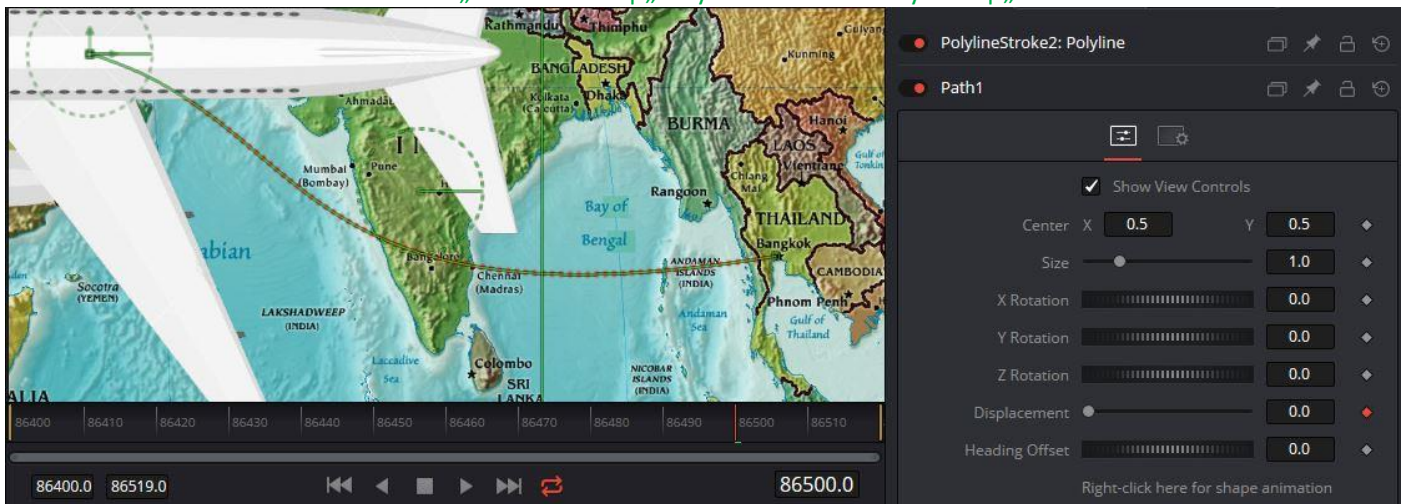 Rathmandu
Thimphu
Kunming
BANGLADESH
Dhaka
Kolkata
(Calcutta)
BURMA
Hanoi
LAOS
Vientiane
Gulf of
Tonkin
Mumbai
(Bombay)
Pune
Chiang
Mai
Rangoon
THAILAND
Bay of
Bengal
Bangkok
Chennai
(Madras)
ANDAMAN
ISLANDS
(INDIA)
CAMBODIA
Socotra
(YEMEN)
LAKSHADWEEP
(INDIA)
Phnom Penh
Andaman
Sea
Gulf of
Thailand
Laccadive
Sea
Colombo
SRI
LANKA
NICOBAR
ISLANDS
(INDIA)
86400 86410 86420 86430 86440 86450 86460 86470 86480 86490 86500 86510
86400.0 86519.0 86500.0
PolylineStroke2: Polyline
Path1
Show View Controls
Center X 0.5 Y 0.5
Size 1.0
X Rotation 0.0
Y Rotation 0.0
Z Rotation 0.0
Displacement 0.0
Heading Offset 0.0
Right-click here for shape animation